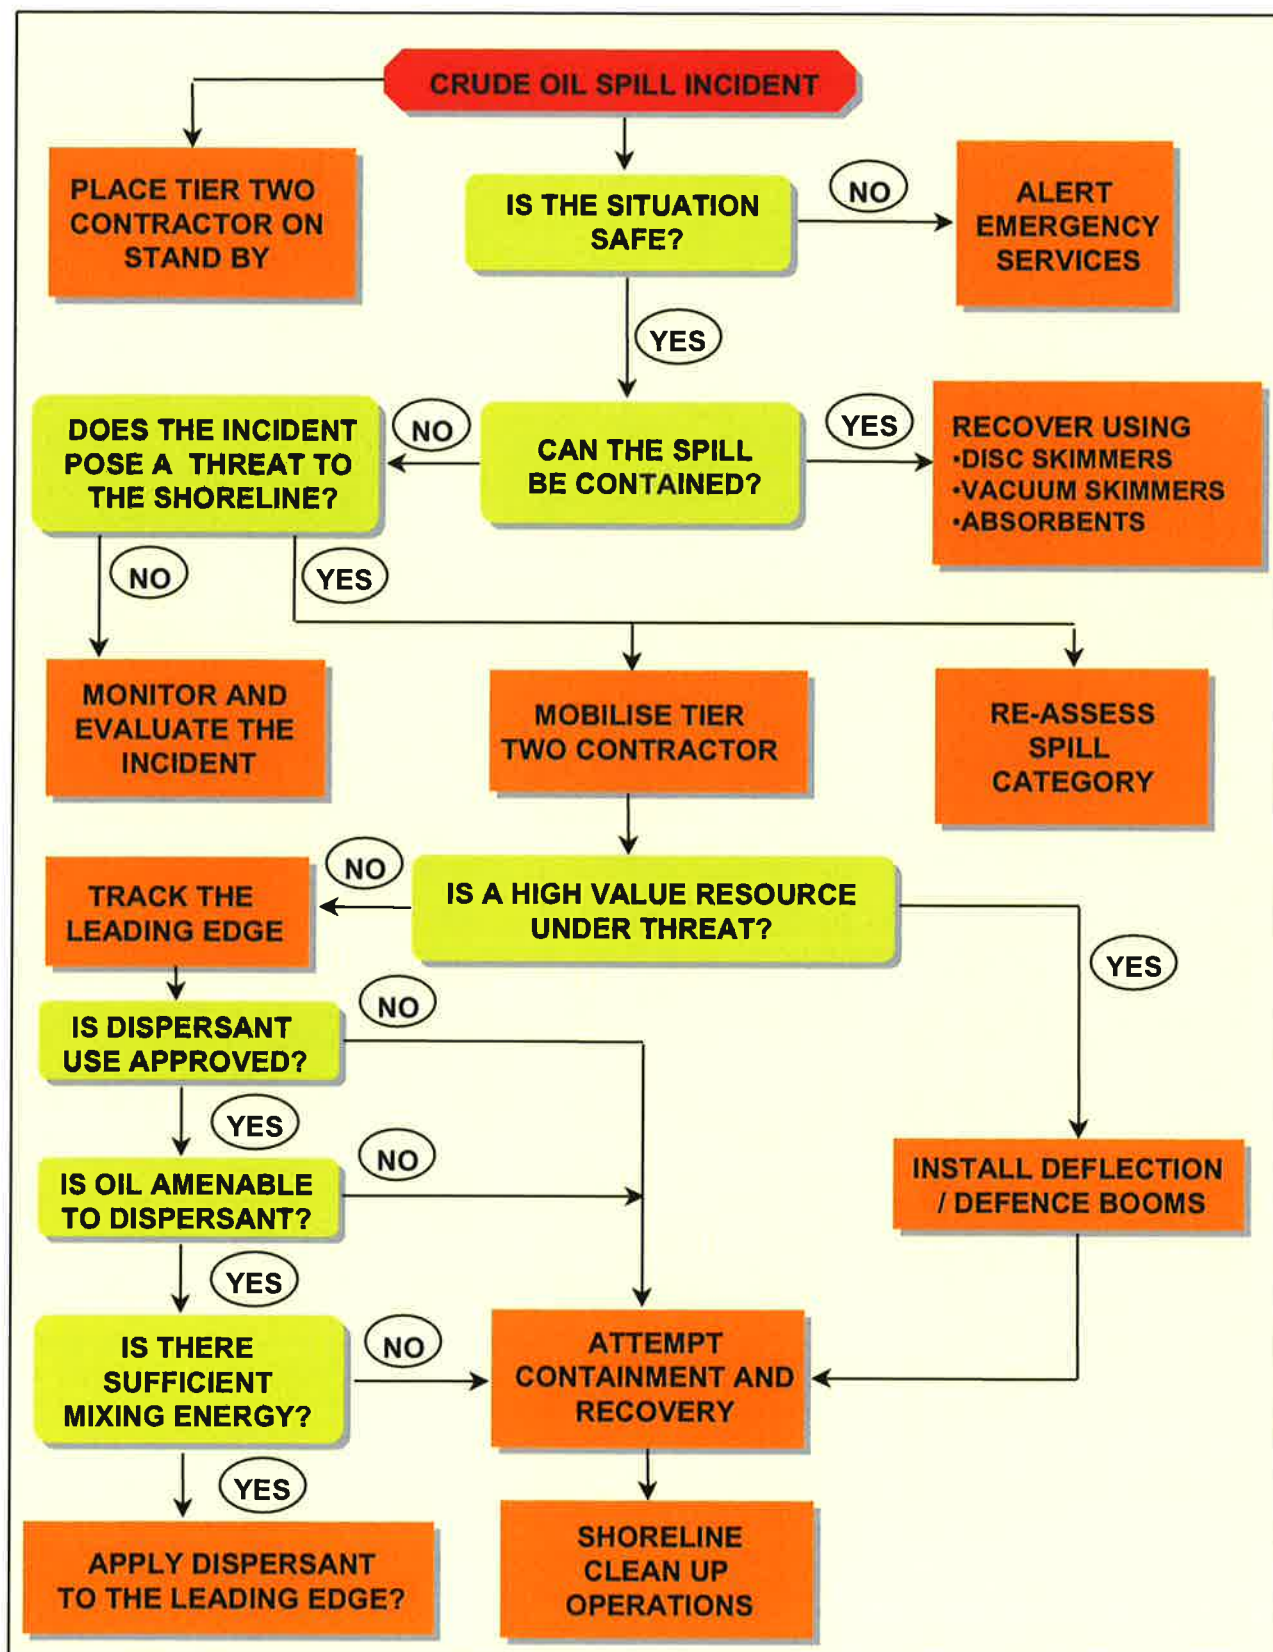 CRUDE OIL SPILL INCIDENT
PLACE TIER TWO
CONTRACTOR ON
STAND BY
IS THE SITUATION
SAFE?
NO
ALERT
EMERGENCY
SERVICES
YES
DOES THE INCIDENT
POSE A THREAT TO
THE SHORELINE?
NO
CAN THE SPILL
BE CONTAINED?
YES
RECOVER USING
•DISC SKIMMERS
•VACUUM SKIMMERS
•ABSORBENTS
NO
YES
MONITOR AND
EVALUATE THE
INCIDENT
MOBILISE TIER
TWO CONTRACTOR
RE-ASSESS
SPILL
CATEGORY
TRACK THE
LEADING EDGE
NO
IS A HIGH VALUE RESOURCE
UNDER THREAT?
YES
IS DISPERSANT
USE APPROVED?
NO
YES
IS OIL AMENABLE
TO DISPERSANT?
NO
INSTALL DEFLECTION
/ DEFENCE BOOMS
YES
IS THERE
SUFFICIENT
MIXING ENERGY?
NO
ATTEMPT
CONTAINMENT AND
RECOVERY
YES
APPLY DISPERSANT
TO THE LEADING EDGE?
SHORELINE
CLEAN UP
OPERATIONS